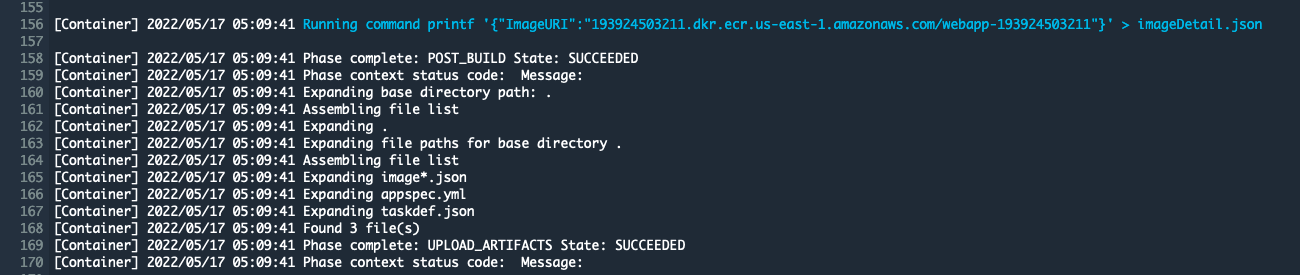 155
156 [Container] 2022/05/17 05:09:41 Running command printf '{"ImageURI":"193924503211.dkr.ecr.us-east-1.amazonaws.com/webapp-193924503211"}' > imageDetail.json
157
158 [Container] 2022/05/17 05:09:41 Phase complete: POST_BUILD State: SUCCEEDED
159 [Container] 2022/05/17 05:09:41 Phase context status code:  Message:
160 [Container] 2022/05/17 05:09:41 Expanding base directory path: .
161 [Container] 2022/05/17 05:09:41 Assembling file list
162 [Container] 2022/05/17 05:09:41 Expanding .
163 [Container] 2022/05/17 05:09:41 Expanding file paths for base directory .
164 [Container] 2022/05/17 05:09:41 Assembling file list
165 [Container] 2022/05/17 05:09:41 Expanding image*.json
166 [Container] 2022/05/17 05:09:41 Expanding appspec.yml
167 [Container] 2022/05/17 05:09:41 Expanding taskdef.json
168 [Container] 2022/05/17 05:09:41 Found 3 file(s)
169 [Container] 2022/05/17 05:09:41 Phase complete: UPLOAD_ARTIFACTS State: SUCCEEDED
170 [Container] 2022/05/17 05:09:41 Phase context status code:  Message: